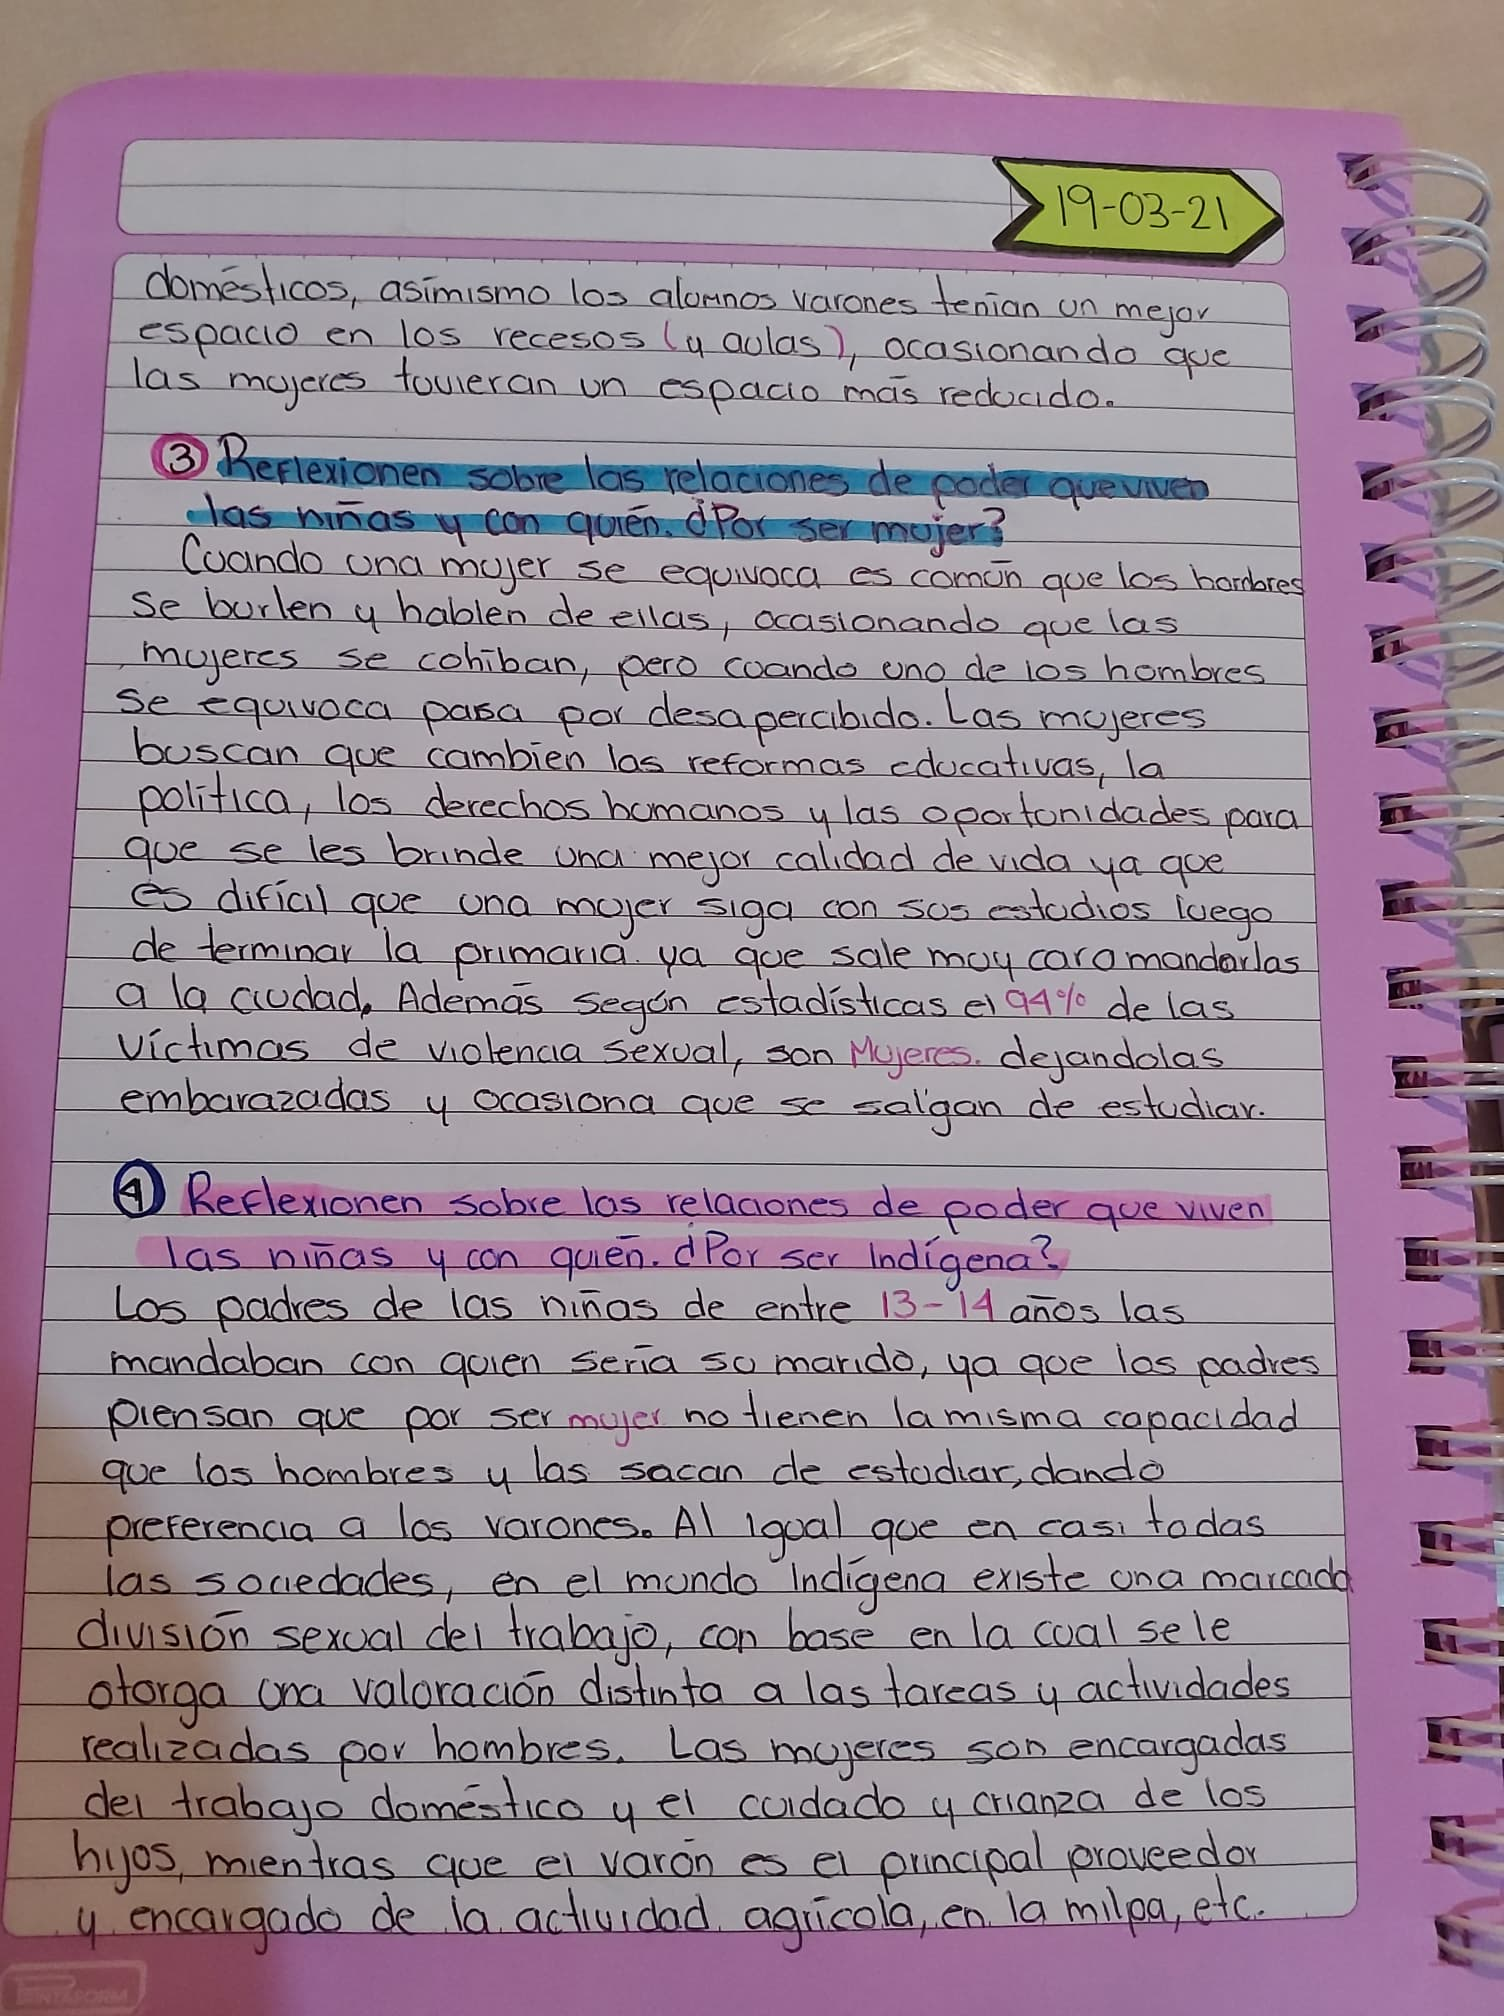 19-03-21
domésticos, asímismo los alumnos varones tenían un mejor
espacio en los recesos (y aulas), ocasionando que
las mujeres tuvieran un espacio más reducido.
③ Reflexionen sobre las relaciones de poder que viven
las niñas y con quién. ¿Por ser mujer?
Cuando una mujer se equivoca es común que los hombres
se burlen y hablen de ellas, ocasionando que las
mujeres se cohiban, pero cuando uno de los hombres
se equivoca pasa por desapercibido. Las mujeres
buscan que cambien las reformas educativas, la
política, los derechos humanos y las oportunidades para
que se les brinde una mejor calidad de vida ya que
es difícil que una mujer siga con sus estudios luego
de terminar la primaria. ya que sale muy caro mandarlas
a la ciudad. Además según estadísticas el 94% de las
víctimas de violencia sexual, son Mujeres. dejandolas
embarazadas y ocasiona que se salgan de estudiar.
④ Reflexionen sobre las relaciones de poder que viven
las niñas y con quién. ¿Por ser Indígena?
Los padres de las niñas de entre 13-14 años las
mandaban con quien sería su marido, ya que los padres
piensan que por ser mujer no tienen la misma capacidad
que los hombres y las sacan de estudiar, dando
preferencia a los varones. Al igual que en casi todas
las sociedades, en el mundo Indígena existe una marcada
división sexual del trabajo, con base en la cual se le
otorga una valoración distinta a las tareas y actividades
realizadas por hombres. Las mujeres son encargadas
del trabajo doméstico y el cuidado y crianza de los
hijos, mientras que el varón es el principal proveedor
y encargado de la actividad agrícola, en la milpa, etc.